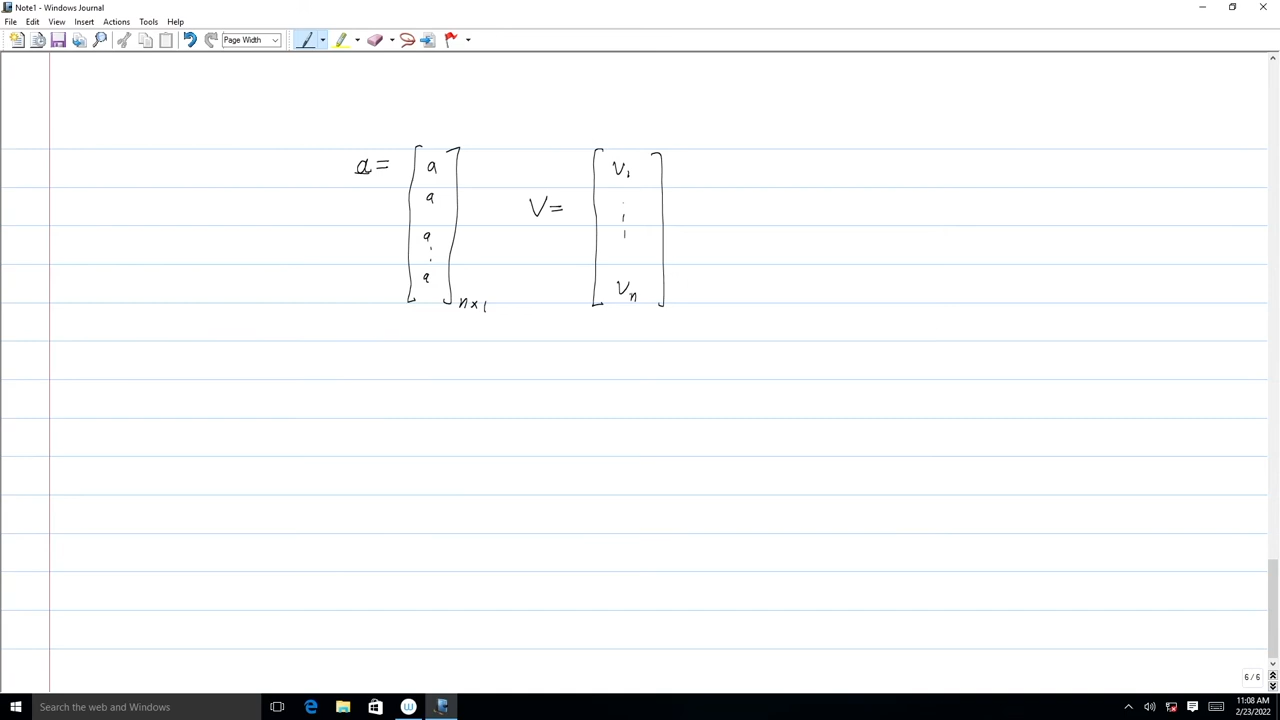 Note1 - Windows Journal
File Edit View Insert Actions Tools Help
Page Width
a = [ a a a ⋮ a ] n×1
V = [ V1 ⋮ Vn ]
6 / 6
Search the web and Windows
11:08 AM
2/23/2022